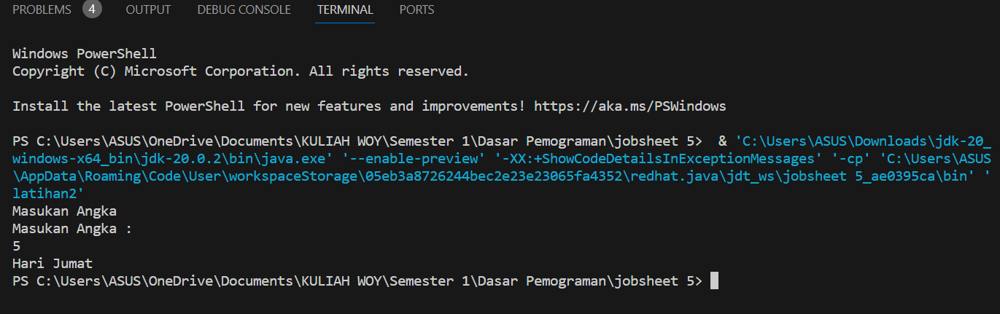 PROBLEMS 4 OUTPUT DEBUG CONSOLE TERMINAL PORTS
Windows PowerShell
Copyright (C) Microsoft Corporation. All rights reserved.
Install the latest PowerShell for new features and improvements! https://aka.ms/PSWindows
PS C:\Users\ASUS\OneDrive\Documents\KULIAH WOY\Semester 1\Dasar Pemograman\jobsheet 5>  & 'C:\Users\ASUS\Downloads\jdk-20_
windows-x64_bin\jdk-20.0.2\bin\java.exe' '--enable-preview' '-XX:+ShowCodeDetailsInExceptionMessages' '-cp' 'C:\Users\ASUS
\AppData\Roaming\Code\User\workspaceStorage\05eb3a8726244bec2e23e23065fa4352\redhat.java\jdt_ws\jobsheet 5_ae0395ca\bin' '
latihan2'
Masukan Angka
Masukan Angka :
5
Hari Jumat
PS C:\Users\ASUS\OneDrive\Documents\KULIAH WOY\Semester 1\Dasar Pemograman\jobsheet 5>